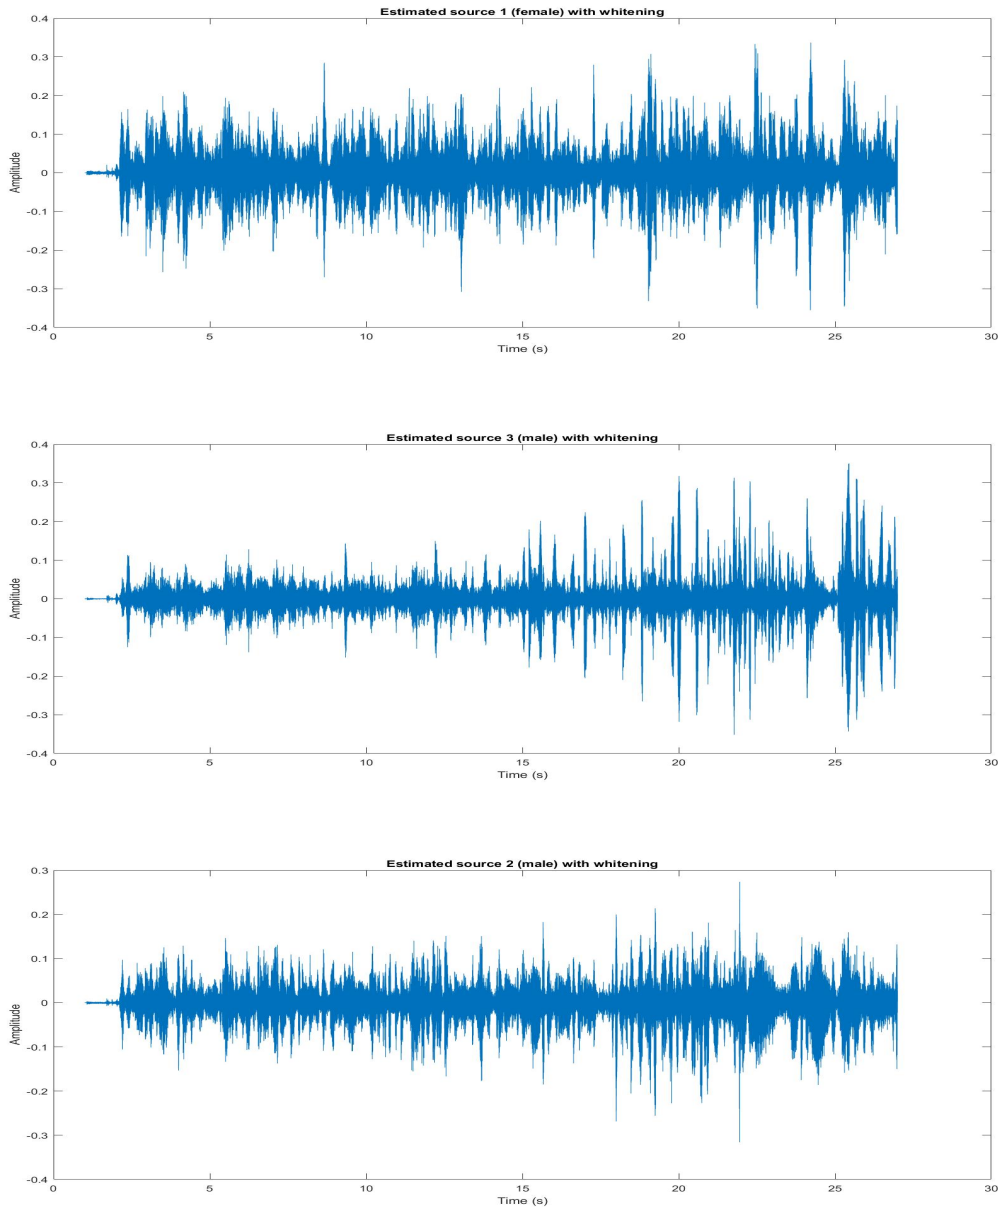 Estimated source 1 (female) with whitening
0.4
0.3
0.2
0.1
0
-0.1
-0.2
-0.3
-0.4
Amplitude
0 5 10 15 20 25 30
Time (s)
Estimated source 3 (male) with whitening
0.4
0.3
0.2
0.1
0
-0.1
-0.2
-0.3
-0.4
Amplitude
0 5 10 15 20 25 30
Time (s)
Estimated source 2 (male) with whitening
0.3
0.2
0.1
0
-0.1
-0.2
-0.3
-0.4
Amplitude
0 5 10 15 20 25 30
Time (s)